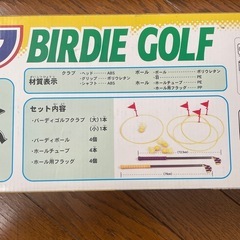 BIRDIE GOLF
材質表示
クラブ ・ヘッド ABS
・グリップ ポリウレタン
・シャフト ABS
ボール ・ボール ポリウレタン
・羽 PE
・ホールチューブ PE
・ホール用フラッグ PP
セット内容
・バーディゴルフクラブ (大)1本
(小)1本
・バーディボール 4個
・ホールチューブ 4本
・ホール用フラッグ 4個